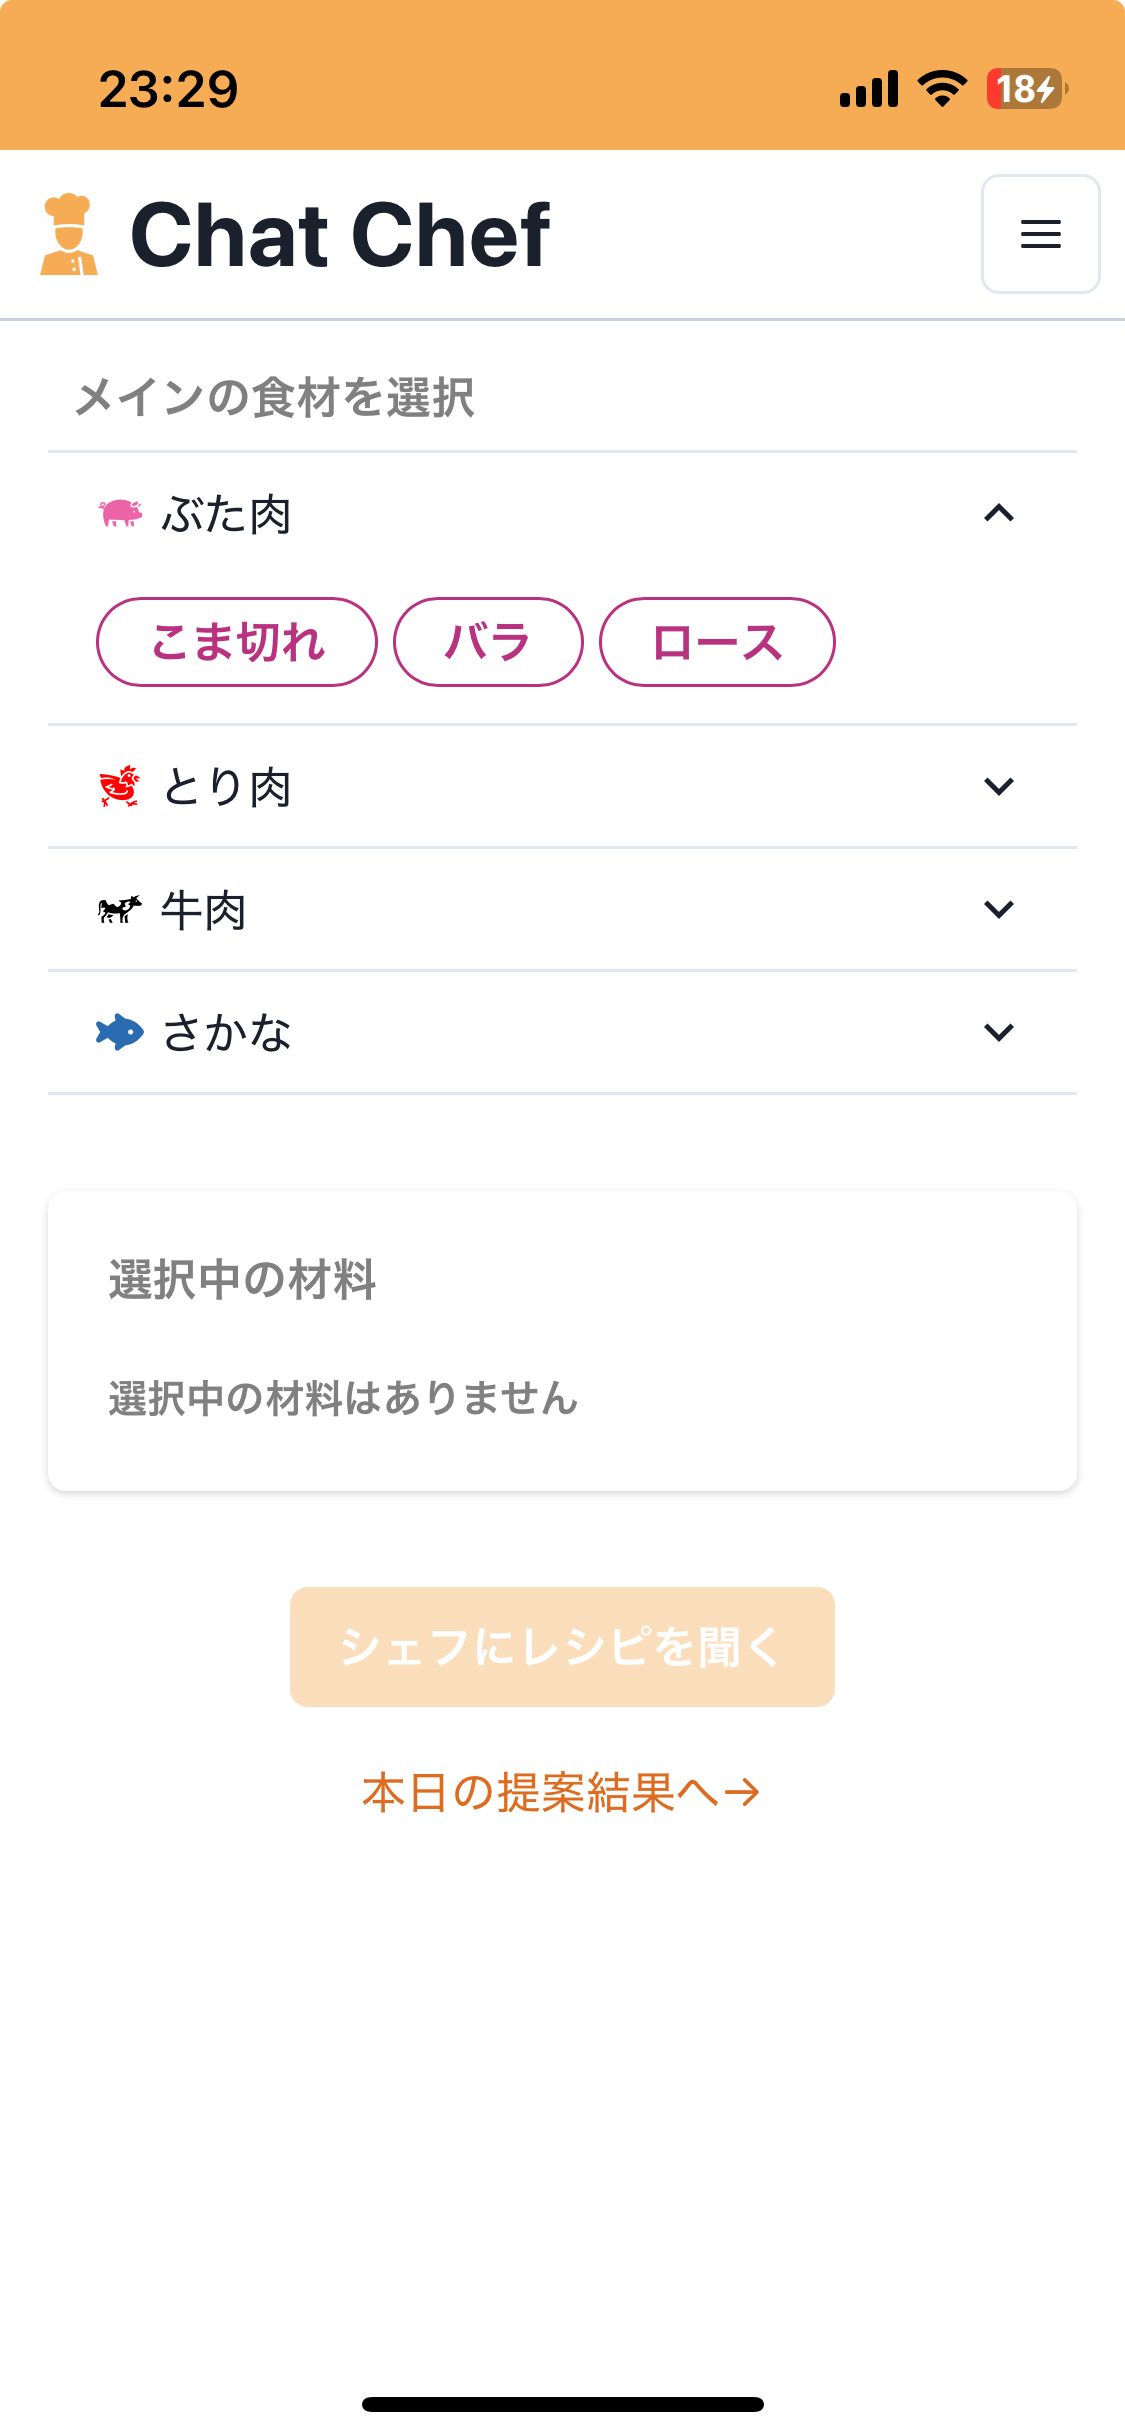 23:29
18
Chat Chef
メインの食材を選択
ぶた肉
こま切れ バラ ロース
とり肉
牛肉
さかな
選択中の材料
選択中の材料はありません
シェフにレシピを聞く
本日の提案結果へ→